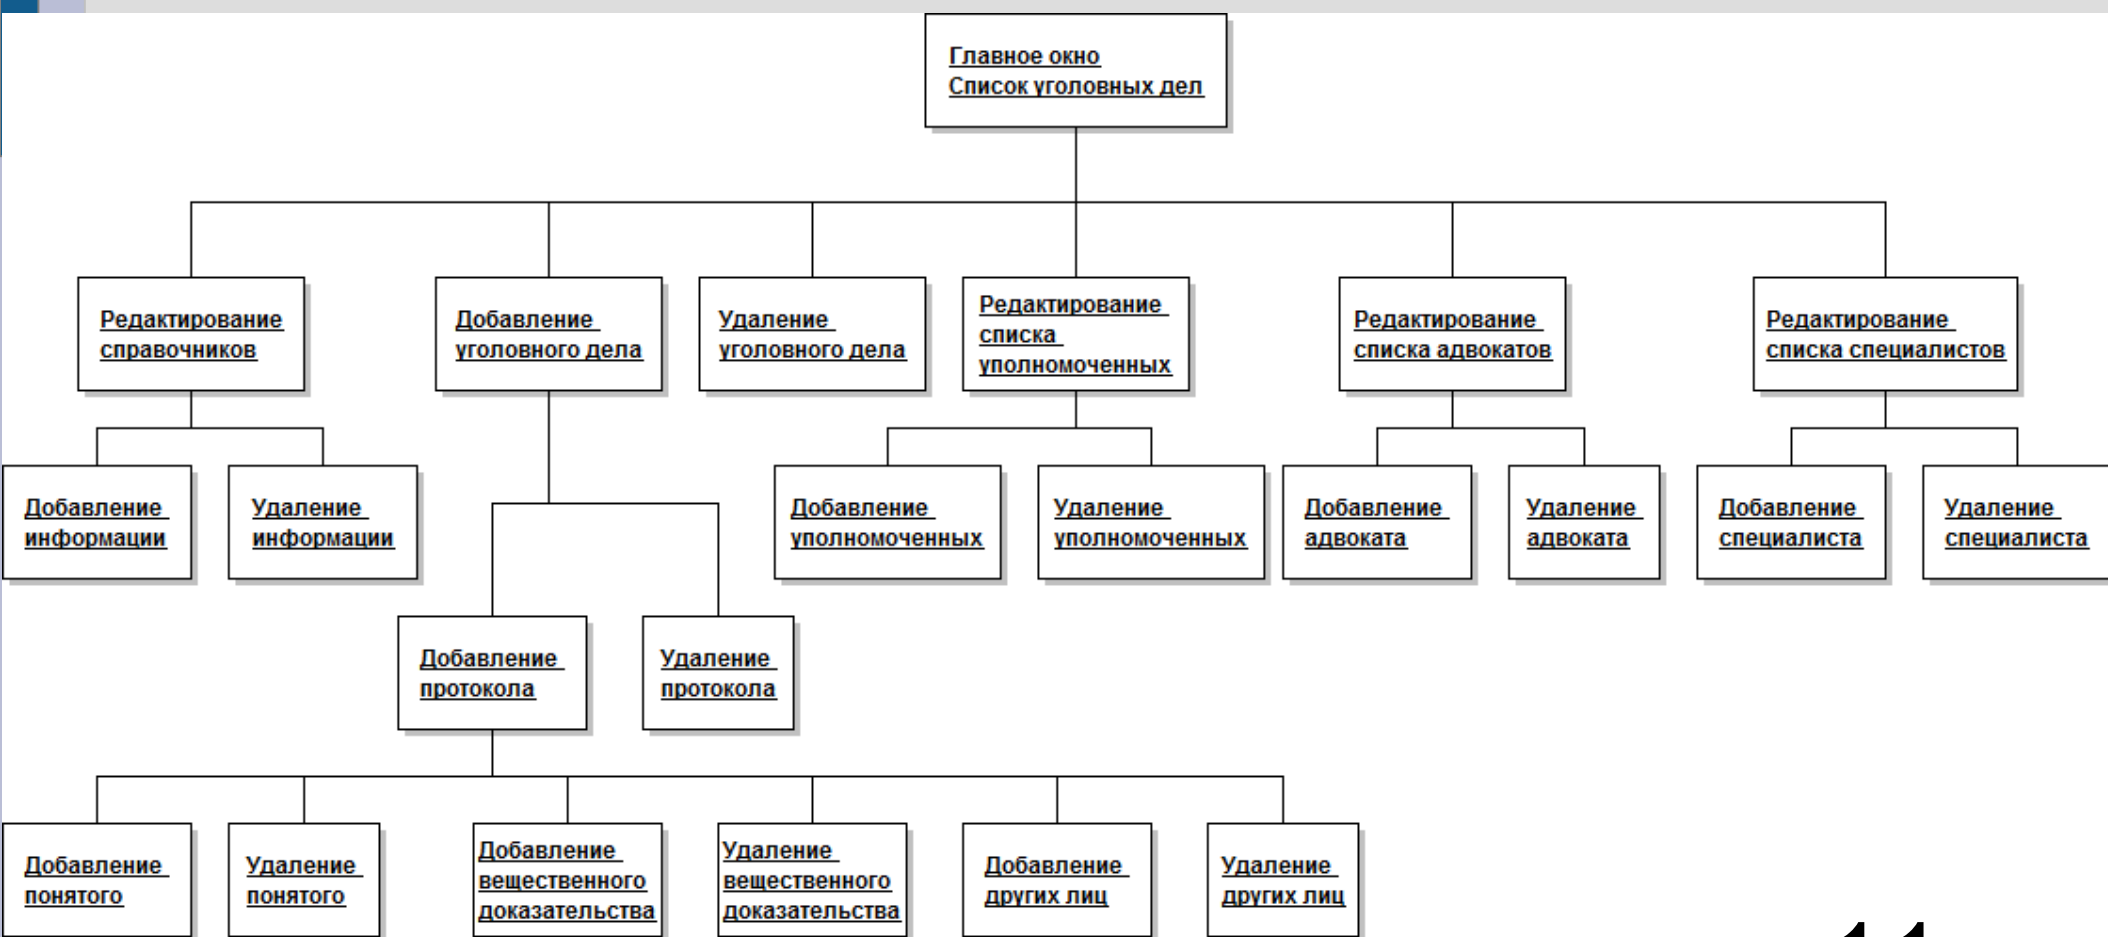 Главное окно
Список уголовных дел
Редактирование
справочников
Добавление
уголовного дела
Удаление
уголовного дела
Редактирование
списка
уполномоченных
Редактирование
списка адвокатов
Редактирование
списка специалистов
Добавление
информации
Удаление
информации
Добавление
уполномоченных
Удаление
уполномоченных
Добавление
адвоката
Удаление
адвоката
Добавление
специалиста
Удаление
специалиста
Добавление
протокола
Удаление
протокола
Добавление
понятого
Удаление
понятого
Добавление
вещественного
доказательства
Удаление
вещественного
доказательства
Добавление
других лиц
Удаление
других лиц